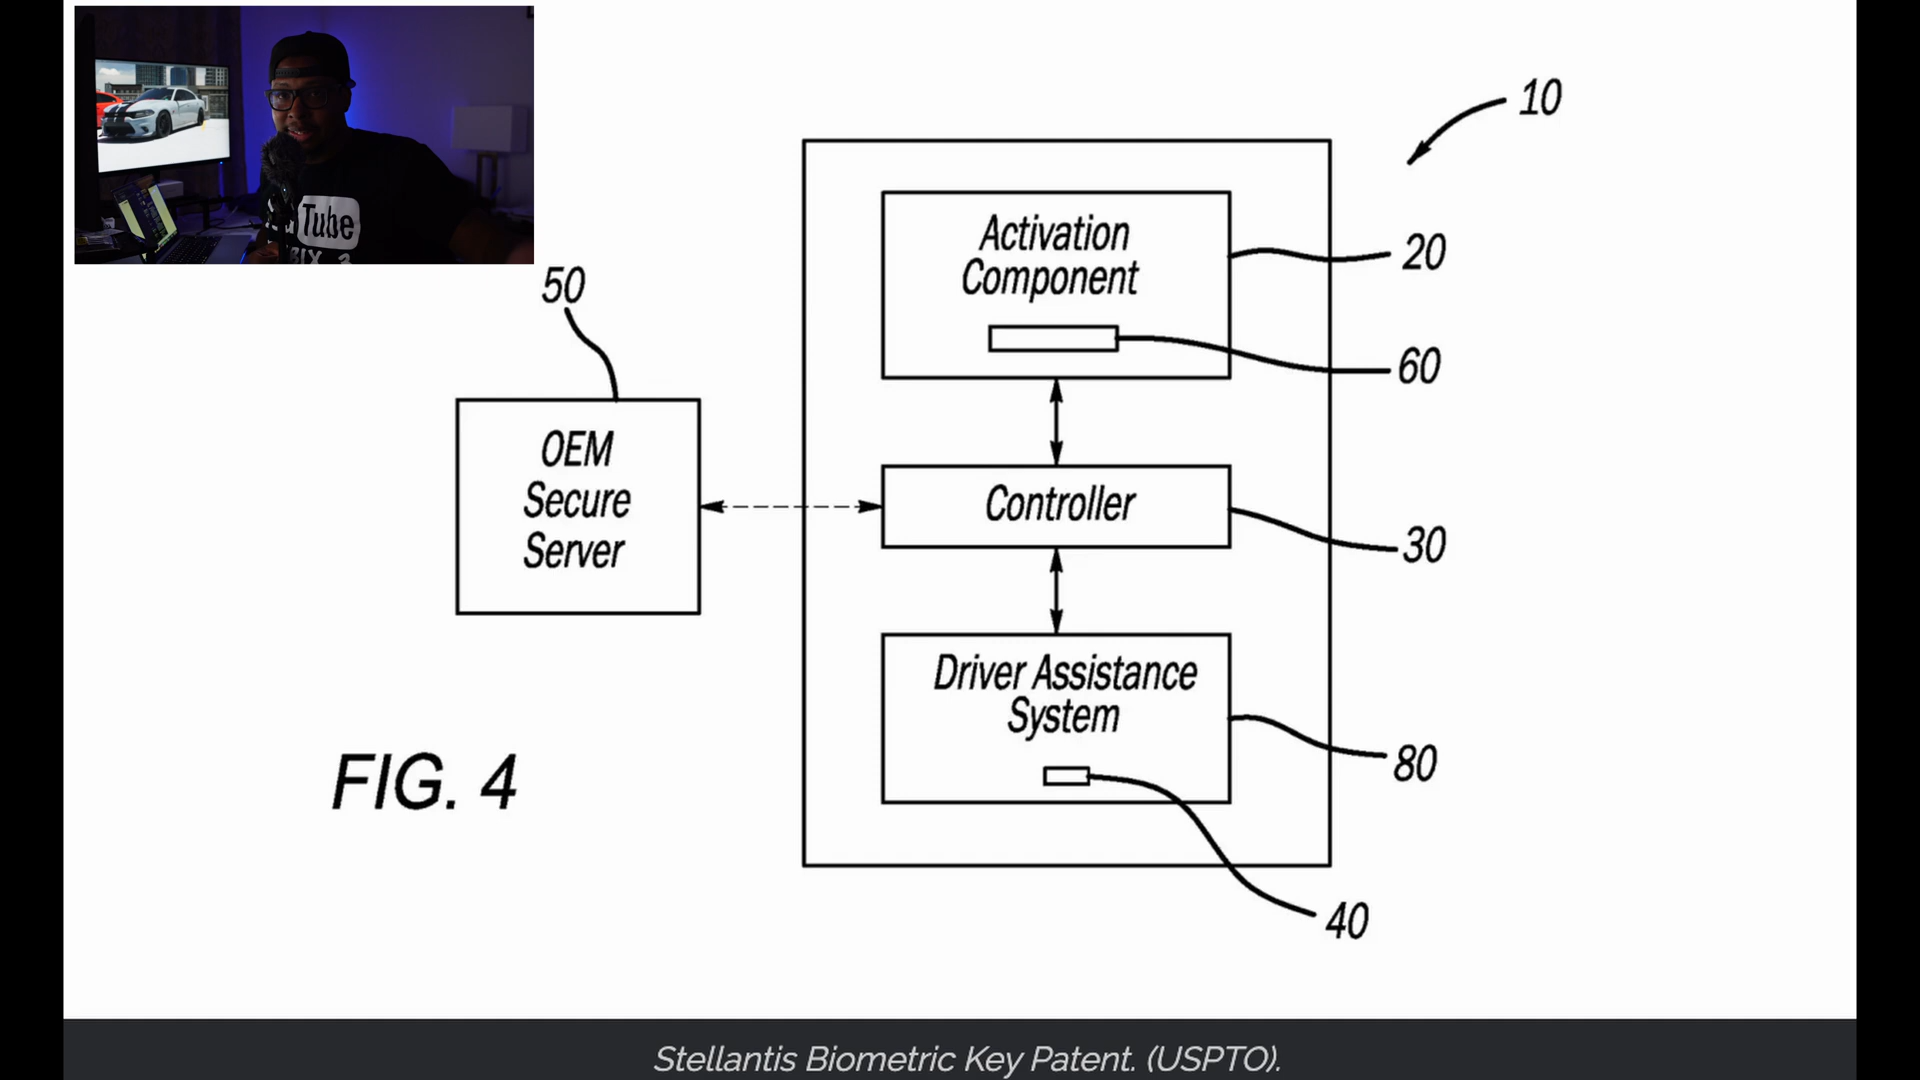 Tube
10
Activation
Component
20
60
50
OEM
Secure
Server
Controller
30
Driver Assistance
System
80
40
FIG. 4
Stellantis Biometric Key Patent. (USPTO).